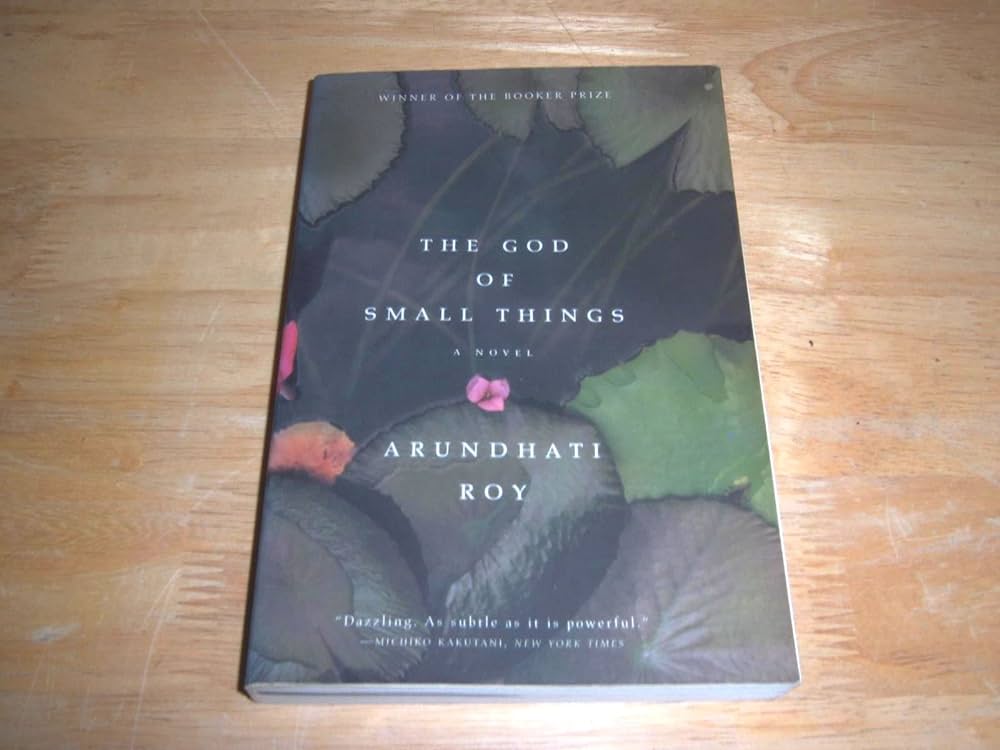 WINNER OF THE BOOKER PRIZE
THE GOD
OF
SMALL THINGS
A NOVEL
ARUNDHATI
ROY
"Dazzling. As subtle as it is powerful."
—MICHIKO KAKUTANI, NEW YORK TIMES